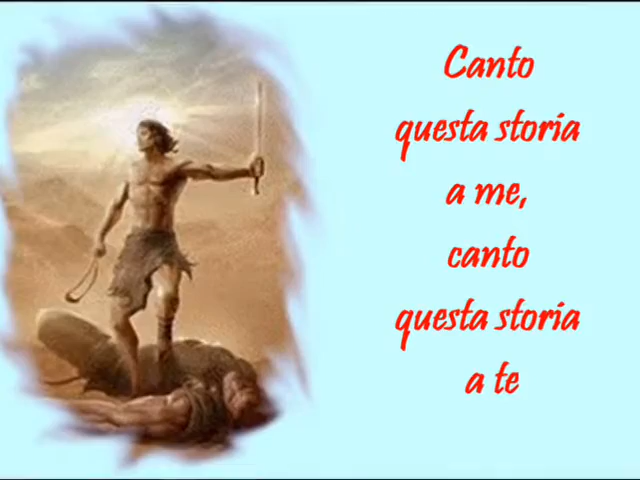 Canto
questa storia
a me,
canto
questa storia
a te